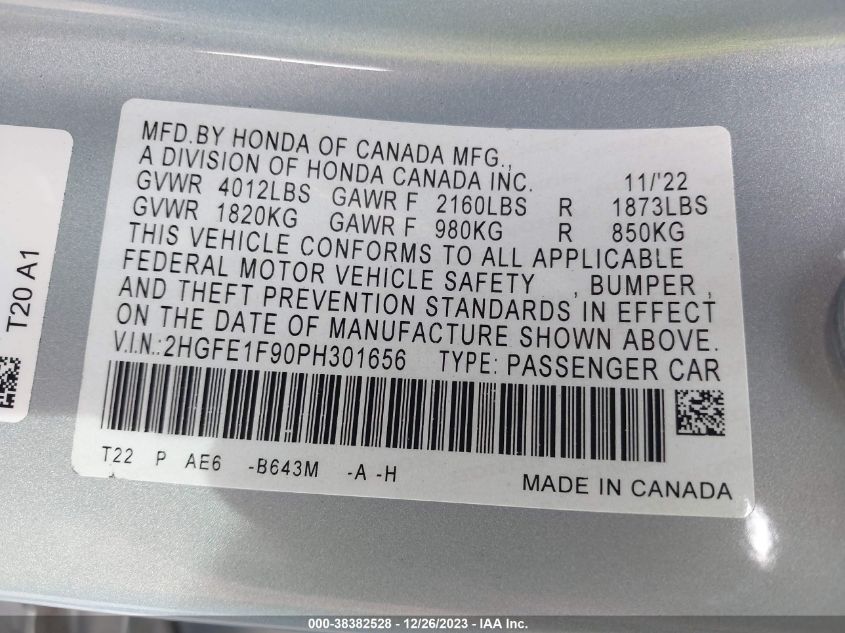 MFD.BY HONDA OF CANADA MFG.,
A DIVISION OF HONDA CANADA INC. 11/'22
GVWR 4012LBS GAWR F 2160LBS R 1873LBS
GVWR 1820KG GAWR F 980KG R 850KG
THIS VEHICLE CONFORMS TO ALL APPLICABLE
FEDERAL MOTOR VEHICLE SAFETY , BUMPER ,
AND THEFT PREVENTION STANDARDS IN EFFECT
ON THE DATE OF MANUFACTURE SHOWN ABOVE.
V.I.N.:2HGFE1F90PH301656 TYPE: PASSENGER CAR
T22 P AE6 -B643M -A -H
MADE IN CANADA
T20 A1
000-38382528 - 12/26/2023 - IAA Inc.